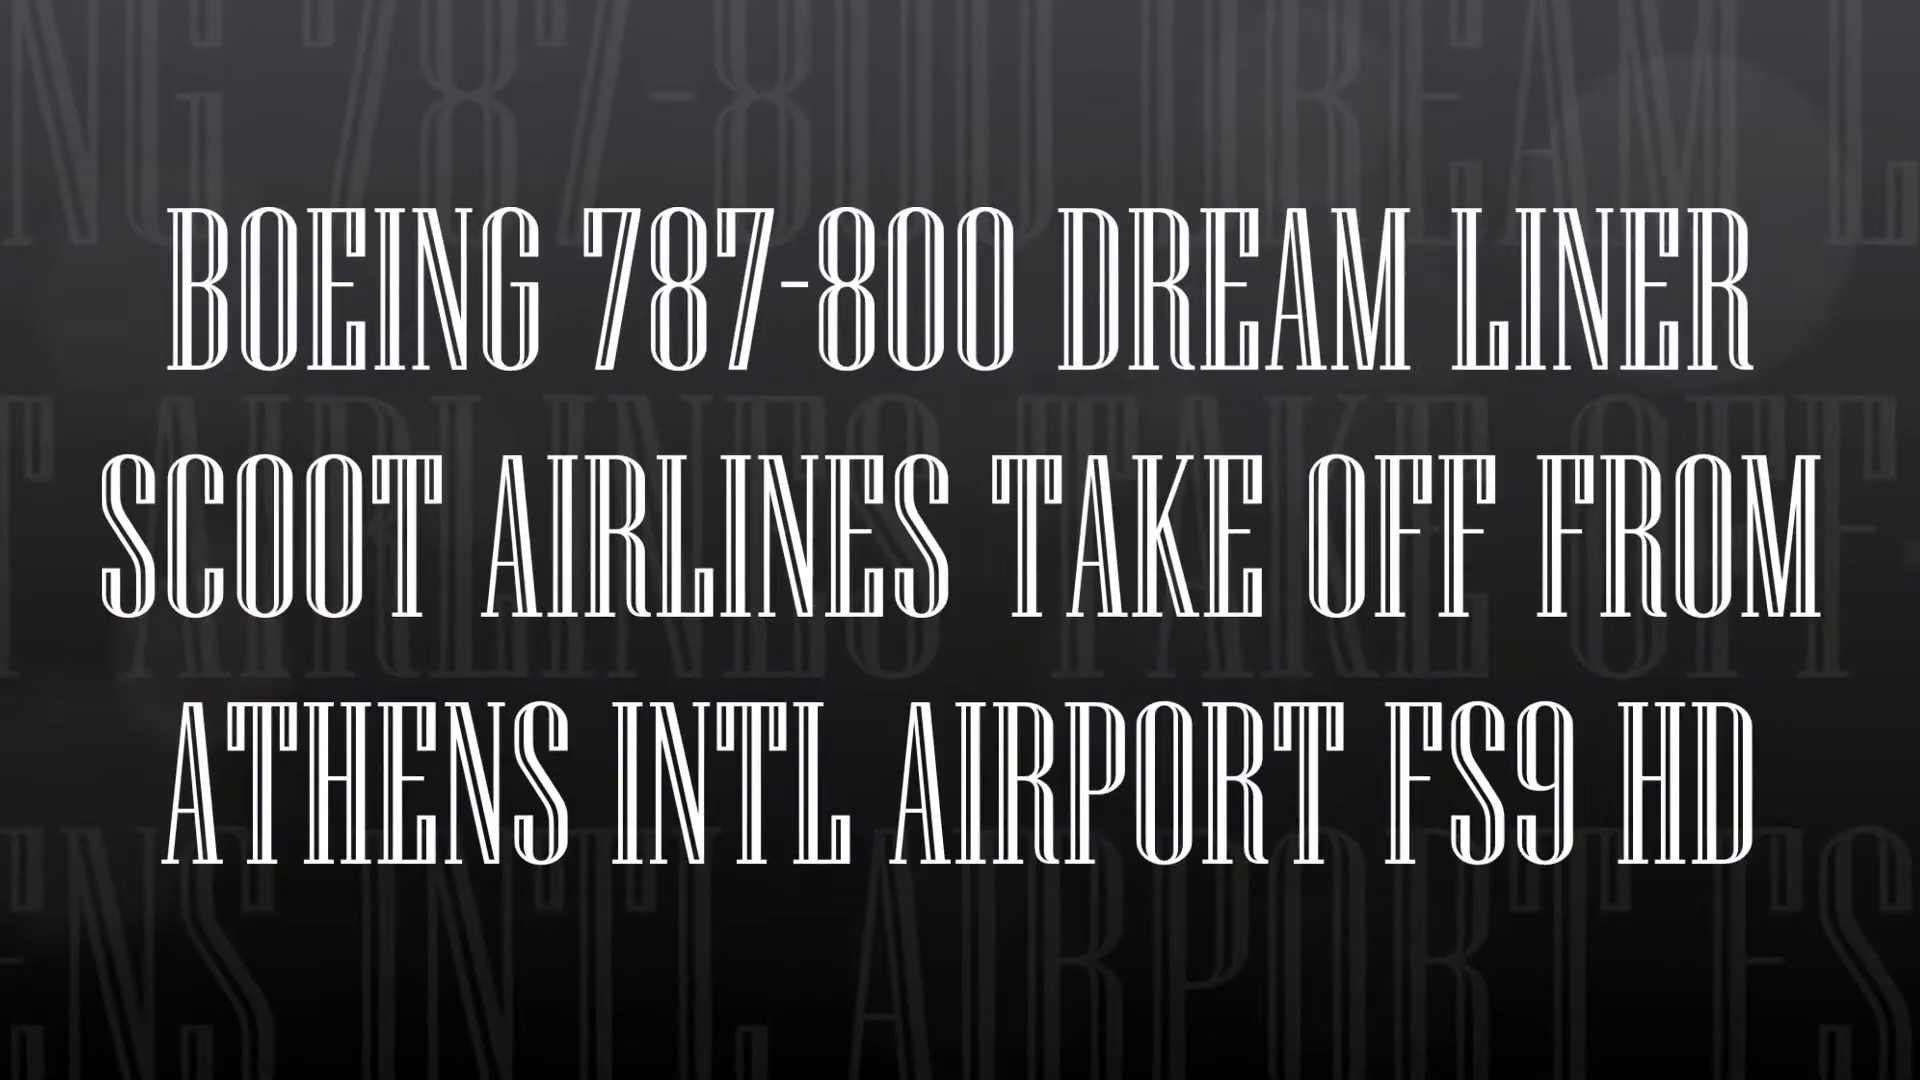 BOEING 787-800 DREAM LINER
SCOOT AIRLINES TAKE OFF FROM
ATHENS INTL AIRPORT FS9 HD